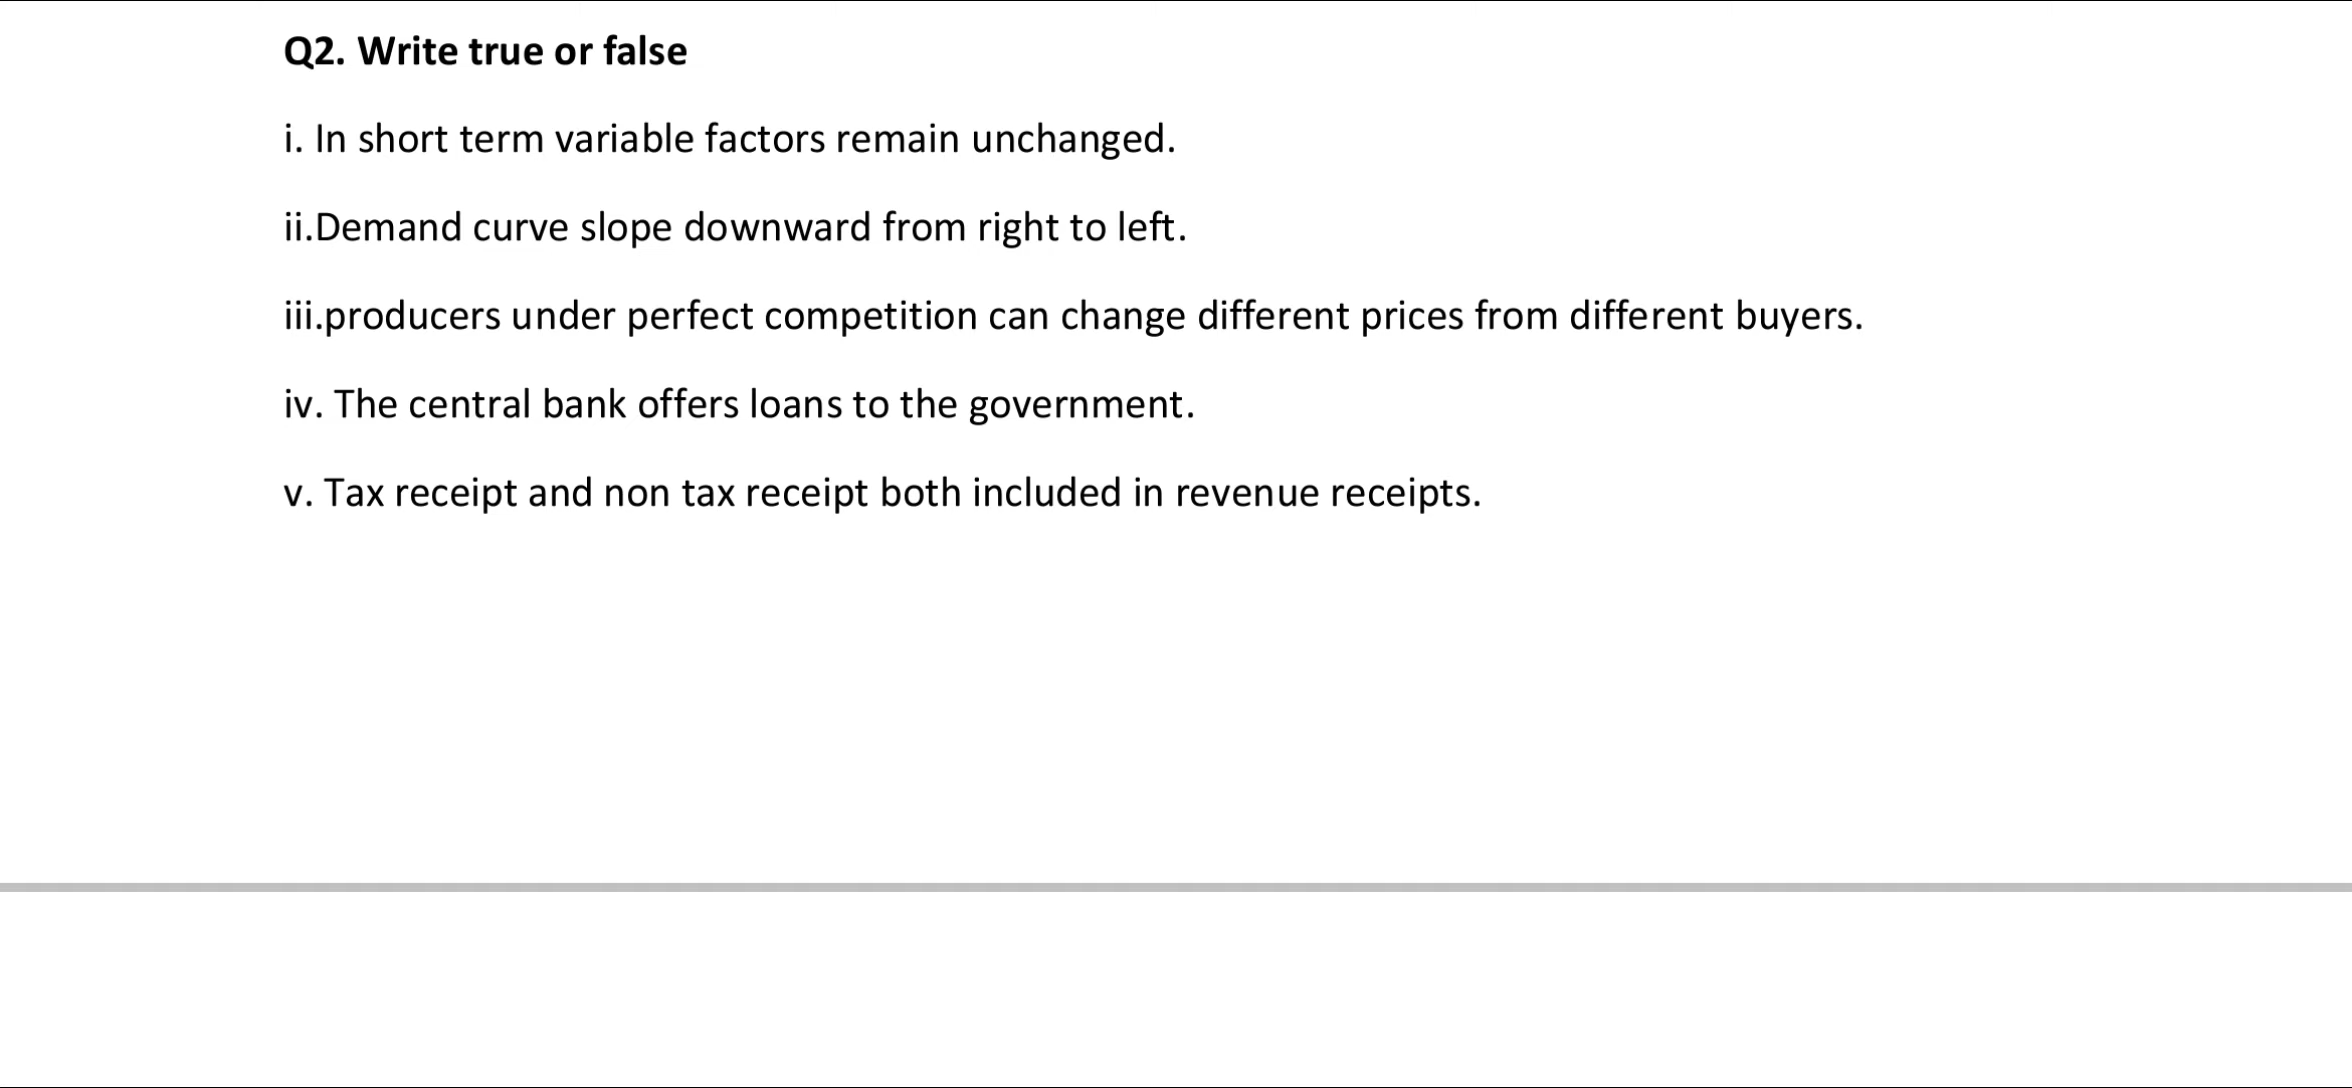 Q2. Write true or false
i. In short term variable factors remain unchanged.
ii.Demand curve slope downward from right to left.
iii.producers under perfect competition can change different prices from different buyers.
iv. The central bank offers loans to the government.
v. Tax receipt and non tax receipt both included in revenue receipts.